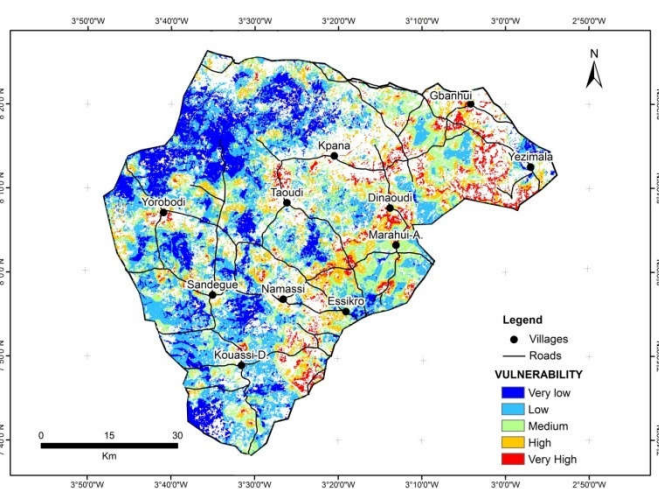 3°50'0"W 3°40'0"W 3°30'0"W 3°20'0"W 3°10'0"W 3°0'0"W 2°50'0"W
N
Gbanhui
Kpana
Yezimala
Taoudi
Dinaoudi
Yorobodi
Marahui-A.
Sandegue
Namassi
Essikro
Kouassi-D.
Legend
Villages
Roads
VULNERABILITY
Very low
Low
Medium
High
Very High
0 15 30
Km
3°50'0"W 3°40'0"W 3°30'0"W 3°20'0"W 3°10'0"W 3°0'0"W 2°50'0"W